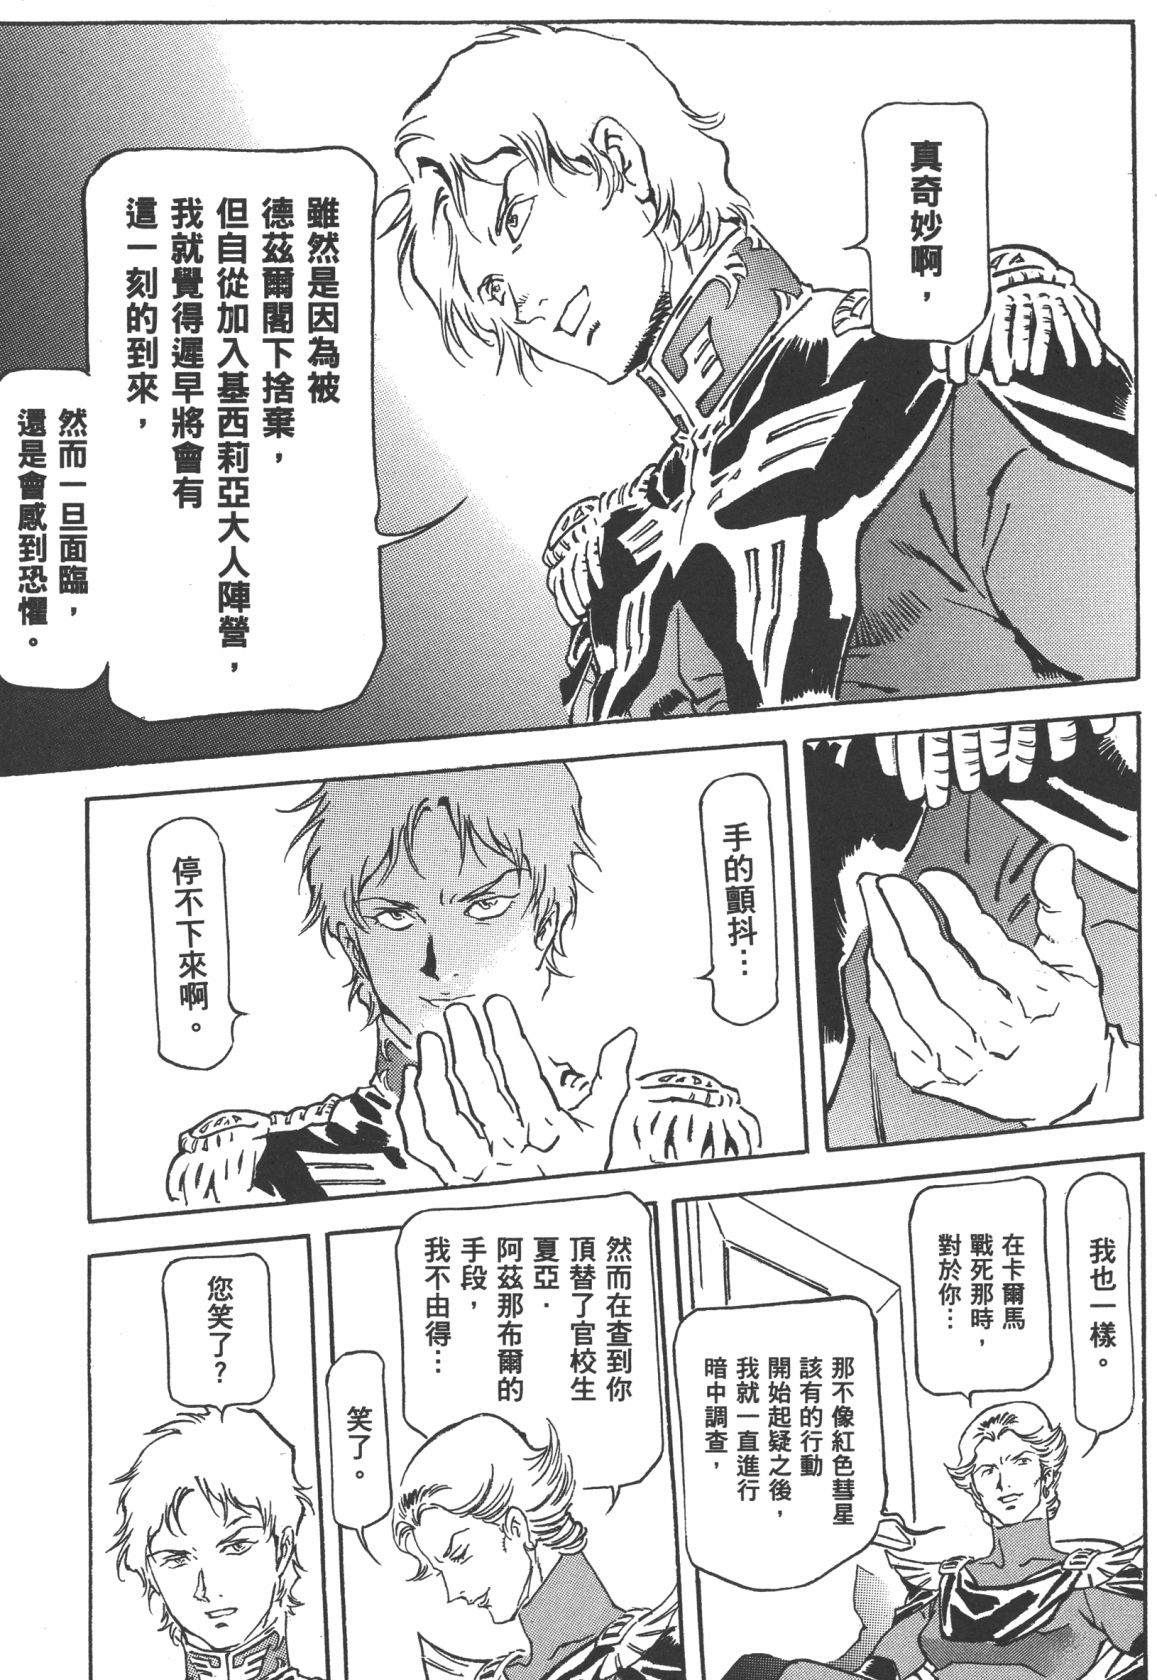 真奇妙啊，
雖然是因為被
德茲爾閣下捨棄，
但自從加入基西莉亞大人陣營，
我就覺得遲早將會有
這一刻的到來，
然而一旦面臨，
還是會感到恐懼。
手的顫抖…
停不下來啊。
我也一樣。
在卡爾馬
戰死那時，
對於你…
那不像紅色彗星
該有的行動
開始起疑之後，
我就一直進行
暗中調查，
然而在查到你
頂替了官校生
夏亞．
阿茲那布爾的
手段，
我不由得…
笑了。
您笑了？